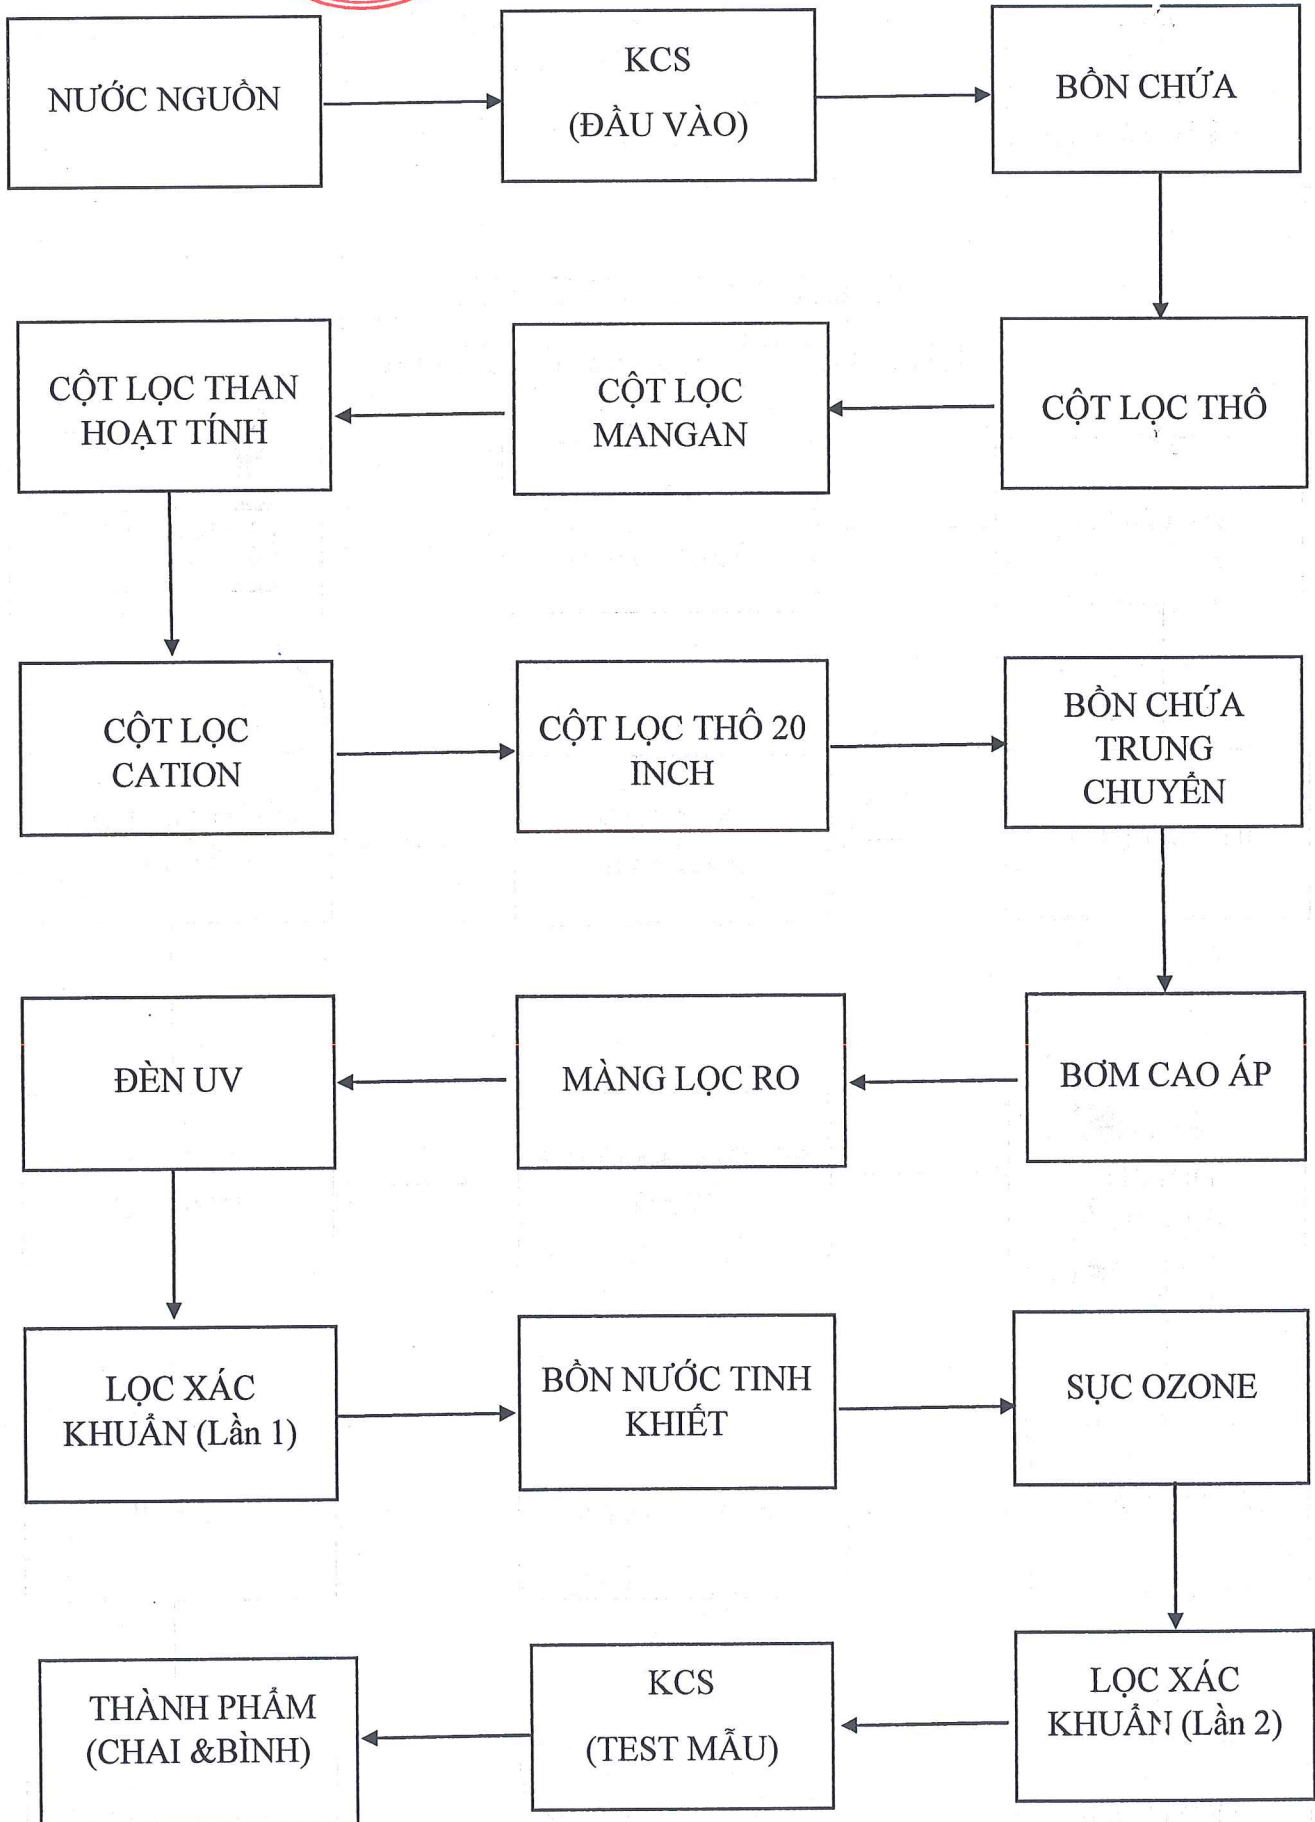 NƯỚC NGUỒN
KCS
(ĐẦU VÀO)
BỒN CHỨA
CỘT LỌC THAN
HOẠT TÍNH
CỘT LỌC
MANGAN
CỘT LỌC THÔ
CỘT LỌC
CATION
CỘT LỌC THÔ 20
INCH
BỒN CHỨA
TRUNG
CHUYỂN
ĐÈN UV
MÀNG LỌC RO
BƠM CAO ÁP
LỌC XÁC
KHUẨN (Lần 1)
BỒN NƯỚC TINH
KHIẾT
SỤC OZONE
THÀNH PHẨM
(CHAI &BÌNH)
KCS
(TEST MẪU)
LỌC XÁC
KHUẨN (Lần 2)